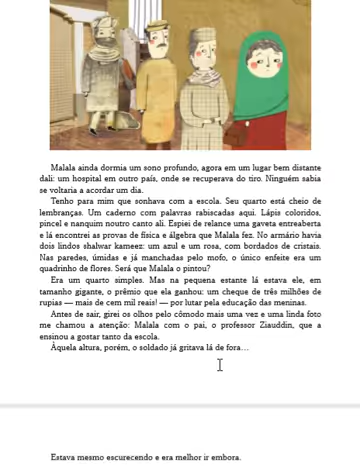 Malala ainda dormia um sono profundo, agora em um lugar bem distante
dali: um hospital em outro país, onde se recuperava do tiro. Ninguém sabia
se voltaria a acordar um dia.
Tenho para mim que sonhava com a escola. Seu quarto está cheio de
lembranças. Um caderno com palavras rabiscadas aqui. Lápis coloridos,
pincel e nanquim noutro canto ali. Espiei de relance uma gaveta entreaberta
e lá encontrei as provas de física e álgebra que Malala fez. No armário havia
dois lindos shalwar kameez: um azul e um rosa, com bordados de cristais.
Nas paredes, úmidas e já manchadas pelo mofo, o único enfeite era um
quadrinho de flores. Será que Malala o pintou?
Era um quarto simples. Mas na pequena estante lá estava ele, em
tamanho gigante, o prêmio que ela ganhou: um cheque de três milhões de
rupias — mais de cem mil reais! — por lutar pela educação das meninas.
Antes de sair, girei os olhos pelo cômodo mais uma vez e uma linda foto
me chamou a atenção: Malala com o pai, o professor Ziauddin, que a
ensinou a gostar tanto da escola.
Àquela altura, porém, o soldado já gritava lá de fora…
Estava mesmo escurecendo e era melhor ir embora.